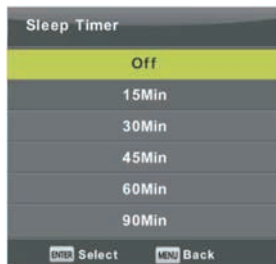 Sleep Timer
Off
15Min
30Min
45Min
60Min
90Min
ENTER Select MENU Back